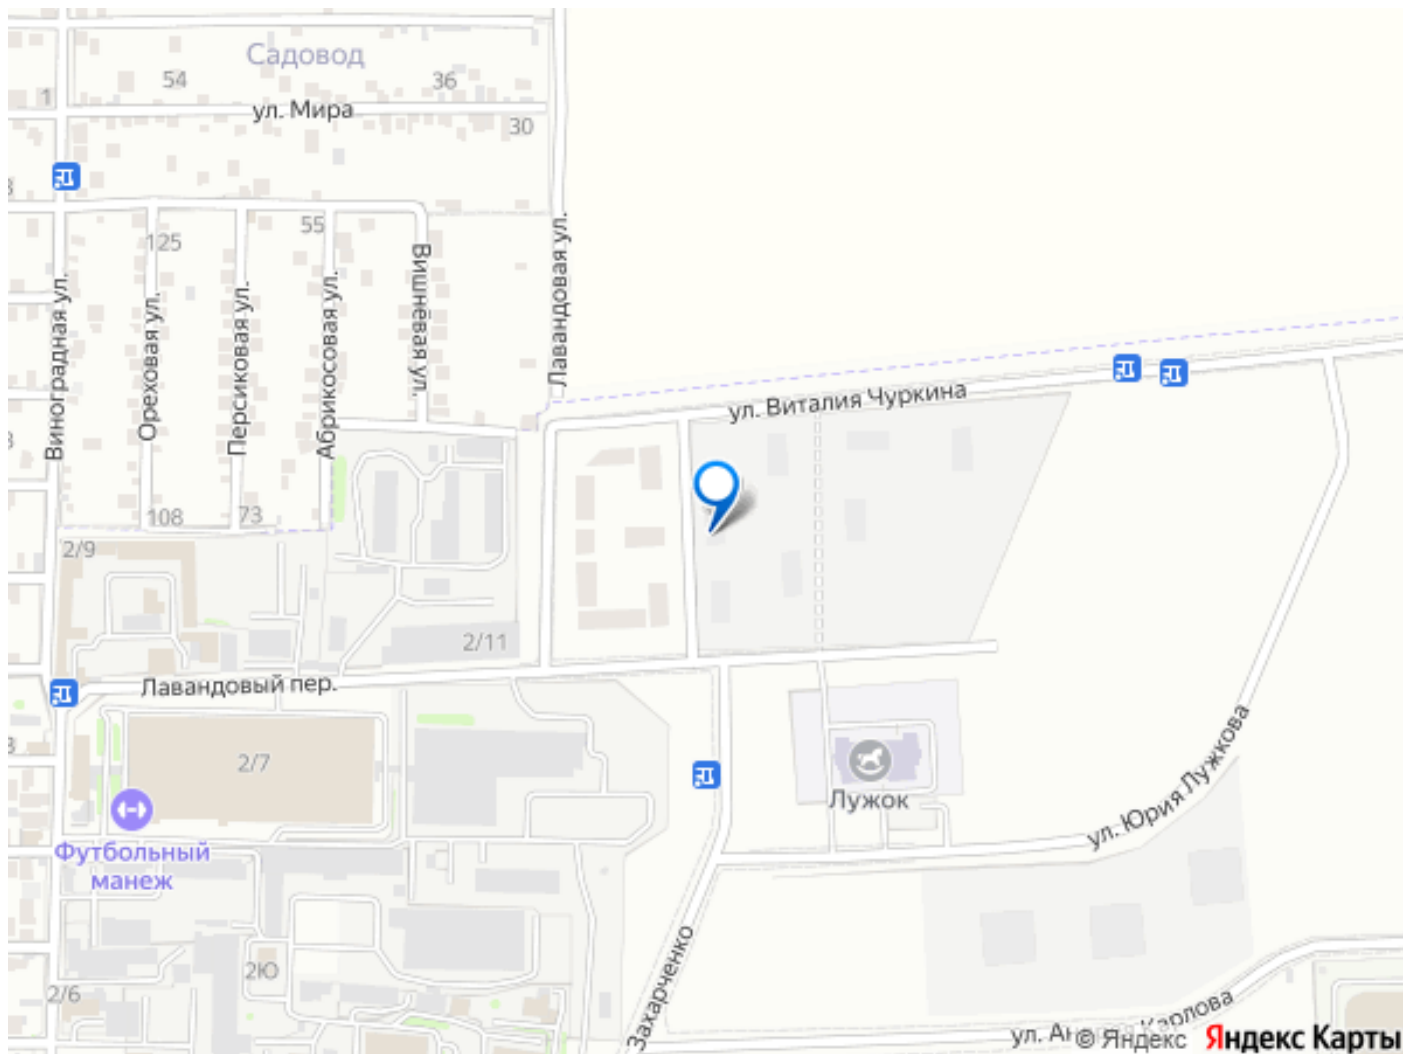 Садовод
54
36
1
ул. Мира
30
55
125
Виноградная ул.
Ореховая ул.
Персиковая ул.
Абрикосовая ул.
Вишнёвая ул.
Лавандовая ул.
ул. Виталия Чуркина
108
73
2/9
2/11
Лавандовый пер.
2/7
Лужок
ул. Юрия Лужкова
Футбольный
манеж
Захарченко
2Ю
2/6
Карлова
© Яндекс Яндекс Карты